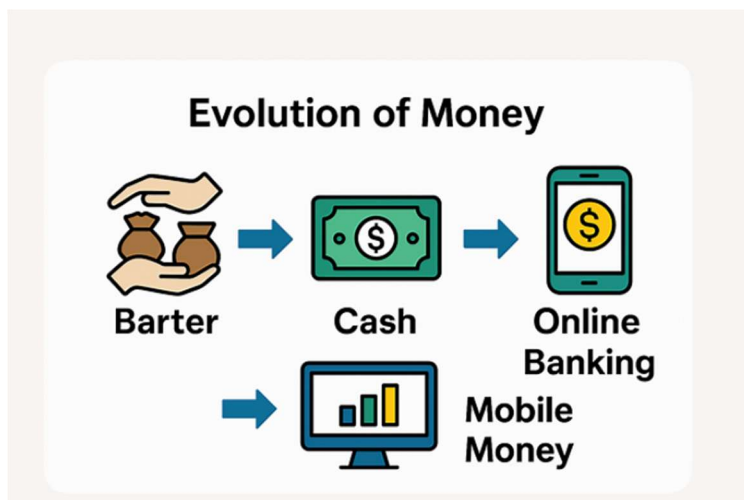 Evolution of Money
$
$
Barter
Cash
Online
Banking
Mobile
Money